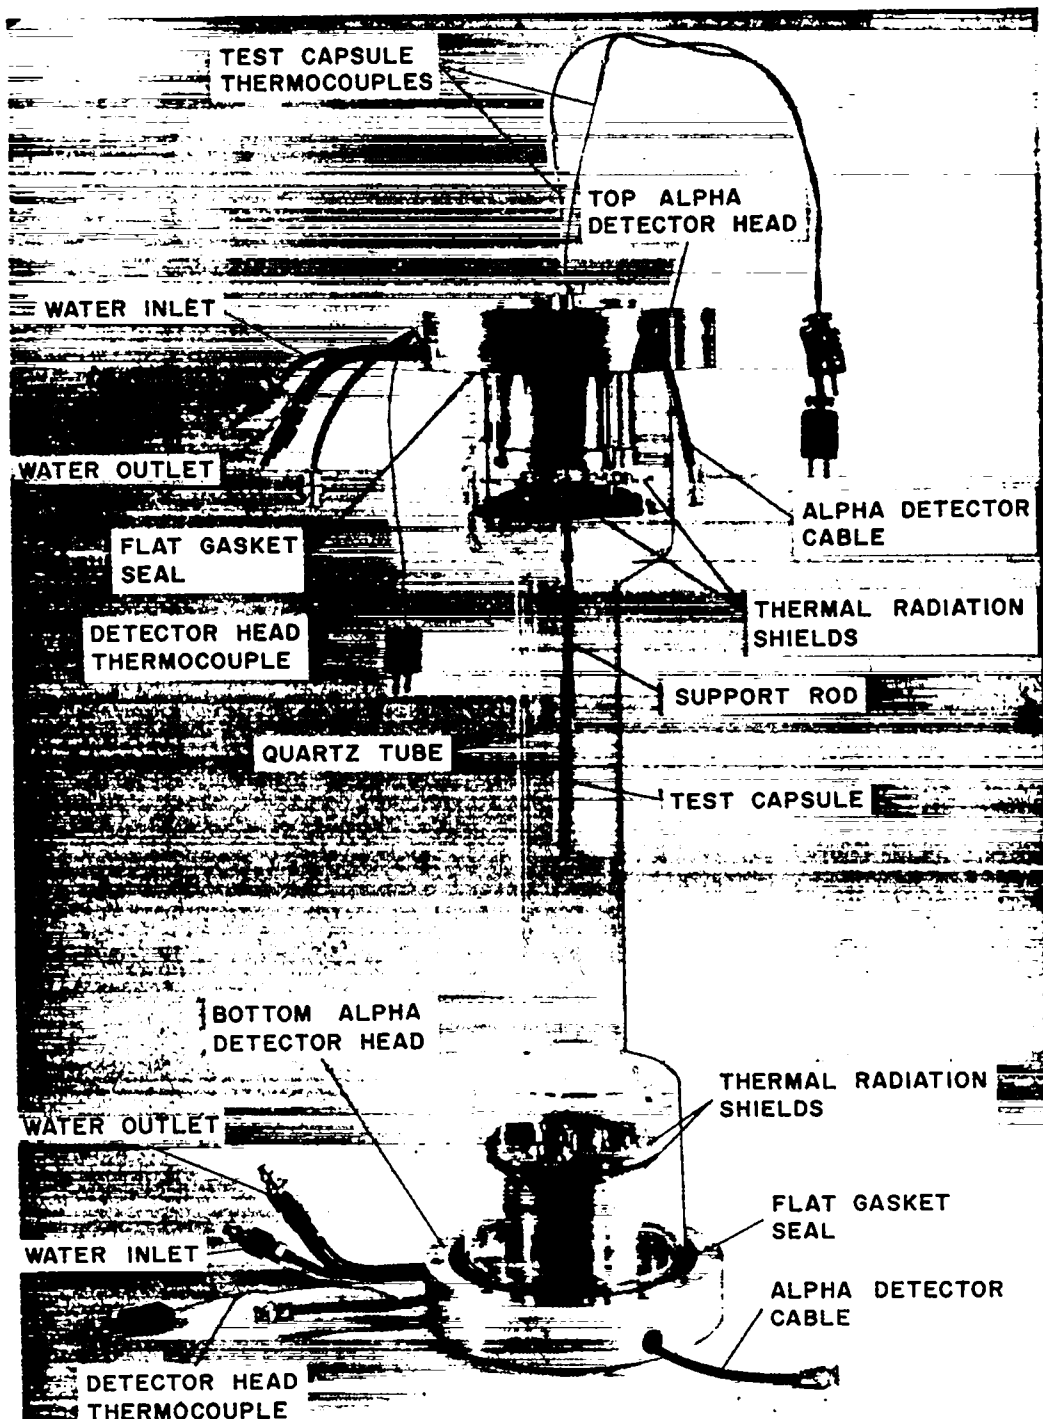 TEST CAPSULE
THERMOCOUPLES
TOP ALPHA
DETECTOR HEAD
WATER INLET
WATER OUTLET
ALPHA DETECTOR
CABLE
FLAT GASKET
SEAL
THERMAL RADIATION
SHIELDS
DETECTOR HEAD
THERMOCOUPLE
SUPPORT ROD
QUARTZ TUBE
TEST CAPSULE
BOTTOM ALPHA
DETECTOR HEAD
THERMAL RADIATION
SHIELDS
WATER OUTLET
FLAT GASKET
SEAL
WATER INLET
ALPHA DETECTOR
CABLE
DETECTOR HEAD
THERMOCOUPLE